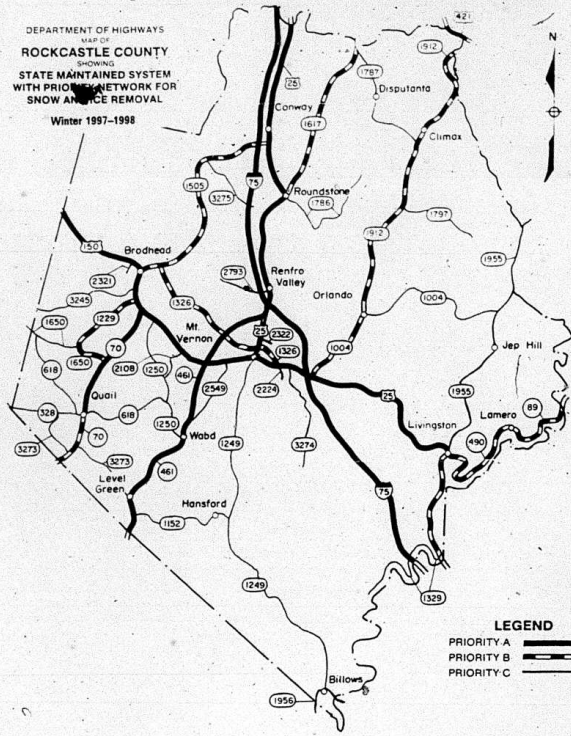 DEPARTMENT OF HIGHWAYS
MAP OF
ROCKCASTLE COUNTY
SHOWING
STATE MAINTAINED SYSTEM
WITH PRIORITY NETWORK FOR
SNOW AND ICE REMOVAL
Winter 1997–1998
421
N
1912
1787
Disputanta
25
Conway
1617
Climax
1505
3275
75
Roundstone
1786
1912
1797
150
Brodhead
1955
2321
2793
Renfro
Valley
3245
1326
Orlando
1004
1650
1229
Mt.
Vernon
25
2322
1326
70
618
1650
2108
1250
461
2549
2224
Jep Hill
1955
25
Quail
328
618
Livingston
Lamero
89
1250
Wabd
1249
3274
490
70
3273
3273
461
Level
Green
75
Hansford
1152
1249
1329
LEGEND
PRIORITY A
PRIORITY B
PRIORITY C
Billows
1956